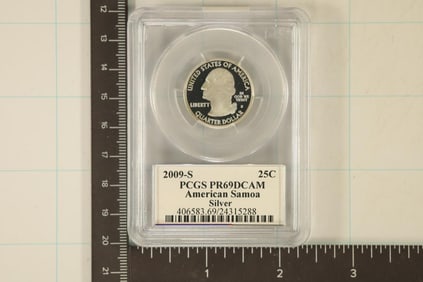 UNITED STATES OF AMERICA
LIBERTY
IN
GOD WE
TRUST
S
QUARTER DOLLAR
2009-S 25C
PCGS PR69DCAM
American Samoa
Silver
406583.69/24315288
12
13
14
15
16
17
18
19
20
21
1 2 3